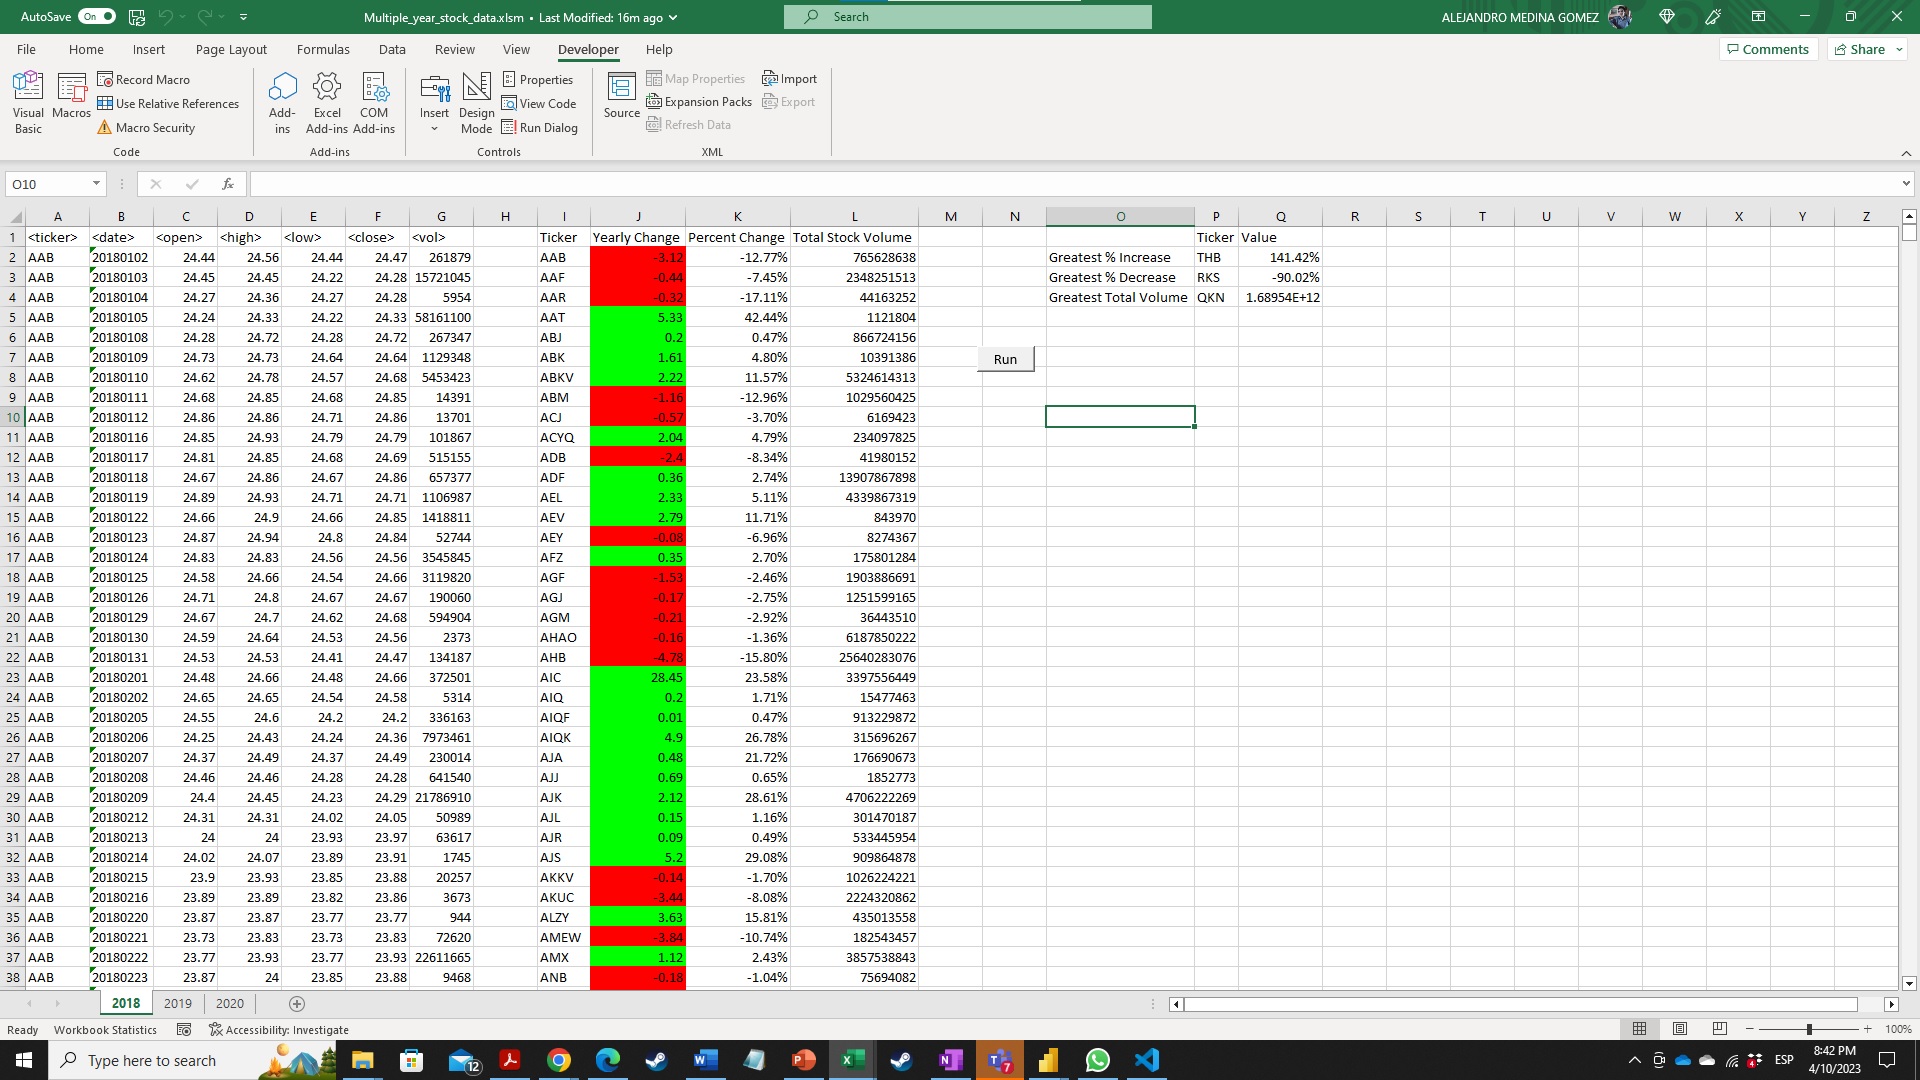 AutoSave On Multiple_year_stock_data.xlsm • Last Modified: 16m ago Search ALEJANDRO MEDINA GOMEZ
File Home Insert Page Layout Formulas Data Review View Developer Help Comments Share
Visual Basic Macros Record Macro Use Relative References Macro Security Code
Add-ins Excel Add-ins COM Add-ins Add-ins
Insert Design Mode Properties View Code Run Dialog Controls
Source Map Properties Expansion Packs Refresh Data Import Export XML
O10 fx
A B C D E F G H I J K L M N O P Q R S T U V W X Y Z
1 <ticker> <date> <open> <high> <low> <close> <vol> Ticker Yearly Change Percent Change Total Stock Volume Ticker Value
2 AAB 20180102 24.44 24.56 24.44 24.47 261879 AAB -3.12 -12.77% 765628638 Greatest % Increase THB 141.42%
3 AAB 20180103 24.45 24.45 24.22 24.28 15721045 AAF -0.44 -7.45% 2348251513 Greatest % Decrease RKS -90.02%
4 AAB 20180104 24.27 24.36 24.27 24.28 5954 AAR -0.32 -17.11% 44163252 Greatest Total Volume QKN 1.68954E+12
5 AAB 20180105 24.24 24.33 24.22 24.33 58161100 AAT 5.33 42.44% 1121804
6 AAB 20180108 24.28 24.72 24.28 24.72 267347 ABJ 0.2 0.47% 866724156
7 AAB 20180109 24.73 24.73 24.64 24.64 1129348 ABK 1.61 4.80% 10391386 Run
8 AAB 20180110 24.62 24.78 24.57 24.68 5453423 ABKV 2.22 11.57% 5324614313
9 AAB 20180111 24.68 24.85 24.68 24.85 14391 ABM -1.16 -12.96% 1029560425
10 AAB 20180112 24.86 24.86 24.71 24.86 13701 ACJ -0.57 -3.70% 6169423
11 AAB 20180116 24.85 24.93 24.79 24.79 101867 ACYQ 2.04 4.79% 234097825
12 AAB 20180117 24.81 24.85 24.68 24.69 515155 ADB -2.4 -8.34% 41980152
13 AAB 20180118 24.67 24.86 24.67 24.86 657377 ADF 0.36 2.74% 13907867898
14 AAB 20180119 24.89 24.93 24.71 24.71 1106987 AEL 2.33 5.11% 4339867319
15 AAB 20180122 24.66 24.9 24.66 24.85 1418811 AEV 2.79 11.71% 843970
16 AAB 20180123 24.87 24.94 24.8 24.84 52744 AEY -0.08 -6.96% 8274367
17 AAB 20180124 24.83 24.83 24.56 24.56 3545845 AFZ 0.35 2.70% 175801284
18 AAB 20180125 24.58 24.66 24.54 24.66 3119820 AGF -1.53 -2.46% 1903886691
19 AAB 20180126 24.71 24.8 24.67 24.67 190060 AGJ -0.17 -2.75% 1251599165
20 AAB 20180129 24.67 24.7 24.62 24.68 594904 AGM -0.21 -2.92% 36443510
21 AAB 20180130 24.59 24.64 24.53 24.56 2373 AHAO -0.16 -1.36% 6187850222
22 AAB 20180131 24.53 24.53 24.41 24.47 134187 AHB -4.78 -15.80% 25640283076
23 AAB 20180201 24.48 24.66 24.48 24.66 372501 AIC 28.45 23.58% 3397556449
24 AAB 20180202 24.65 24.65 24.54 24.58 5314 AIQ 0.2 1.71% 15477463
25 AAB 20180205 24.55 24.6 24.2 24.2 336163 AIQF 0.01 0.47% 913229872
26 AAB 20180206 24.25 24.43 24.24 24.36 7973461 AIQK 4.9 26.78% 315696267
27 AAB 20180207 24.37 24.49 24.37 24.49 230014 AJA 0.48 21.72% 176690673
28 AAB 20180208 24.46 24.46 24.28 24.28 641540 AJJ 0.69 0.65% 1852773
29 AAB 20180209 24.4 24.45 24.23 24.29 21786910 AJK 2.12 28.61% 4706222269
30 AAB 20180212 24.31 24.31 24.02 24.05 50989 AJL 0.15 1.16% 301470187
31 AAB 20180213 24 24 23.93 23.97 63617 AJR 0.09 0.49% 533445954
32 AAB 20180214 24.02 24.07 23.89 23.91 1745 AJS 5.2 29.08% 909864878
33 AAB 20180215 23.9 23.93 23.85 23.88 20257 AKKV -0.14 -1.70% 1026224221
34 AAB 20180216 23.89 23.89 23.82 23.86 3673 AKUC -3.44 -8.08% 2224320862
35 AAB 20180220 23.87 23.87 23.77 23.77 944 ALZY 3.63 15.81% 435013558
36 AAB 20180221 23.73 23.83 23.73 23.83 72620 AMEW -3.84 -10.74% 182543457
37 AAB 20180222 23.77 23.93 23.77 23.93 22611665 AMX 1.12 2.43% 3857538843
38 AAB 20180223 23.87 24 23.85 23.88 9468 ANB -0.18 -1.04% 75694082
2018 2019 2020
Ready Workbook Statistics Accessibility: Investigate 100%
Type here to search 12 7 ESP 8:42 PM
4/10/2023